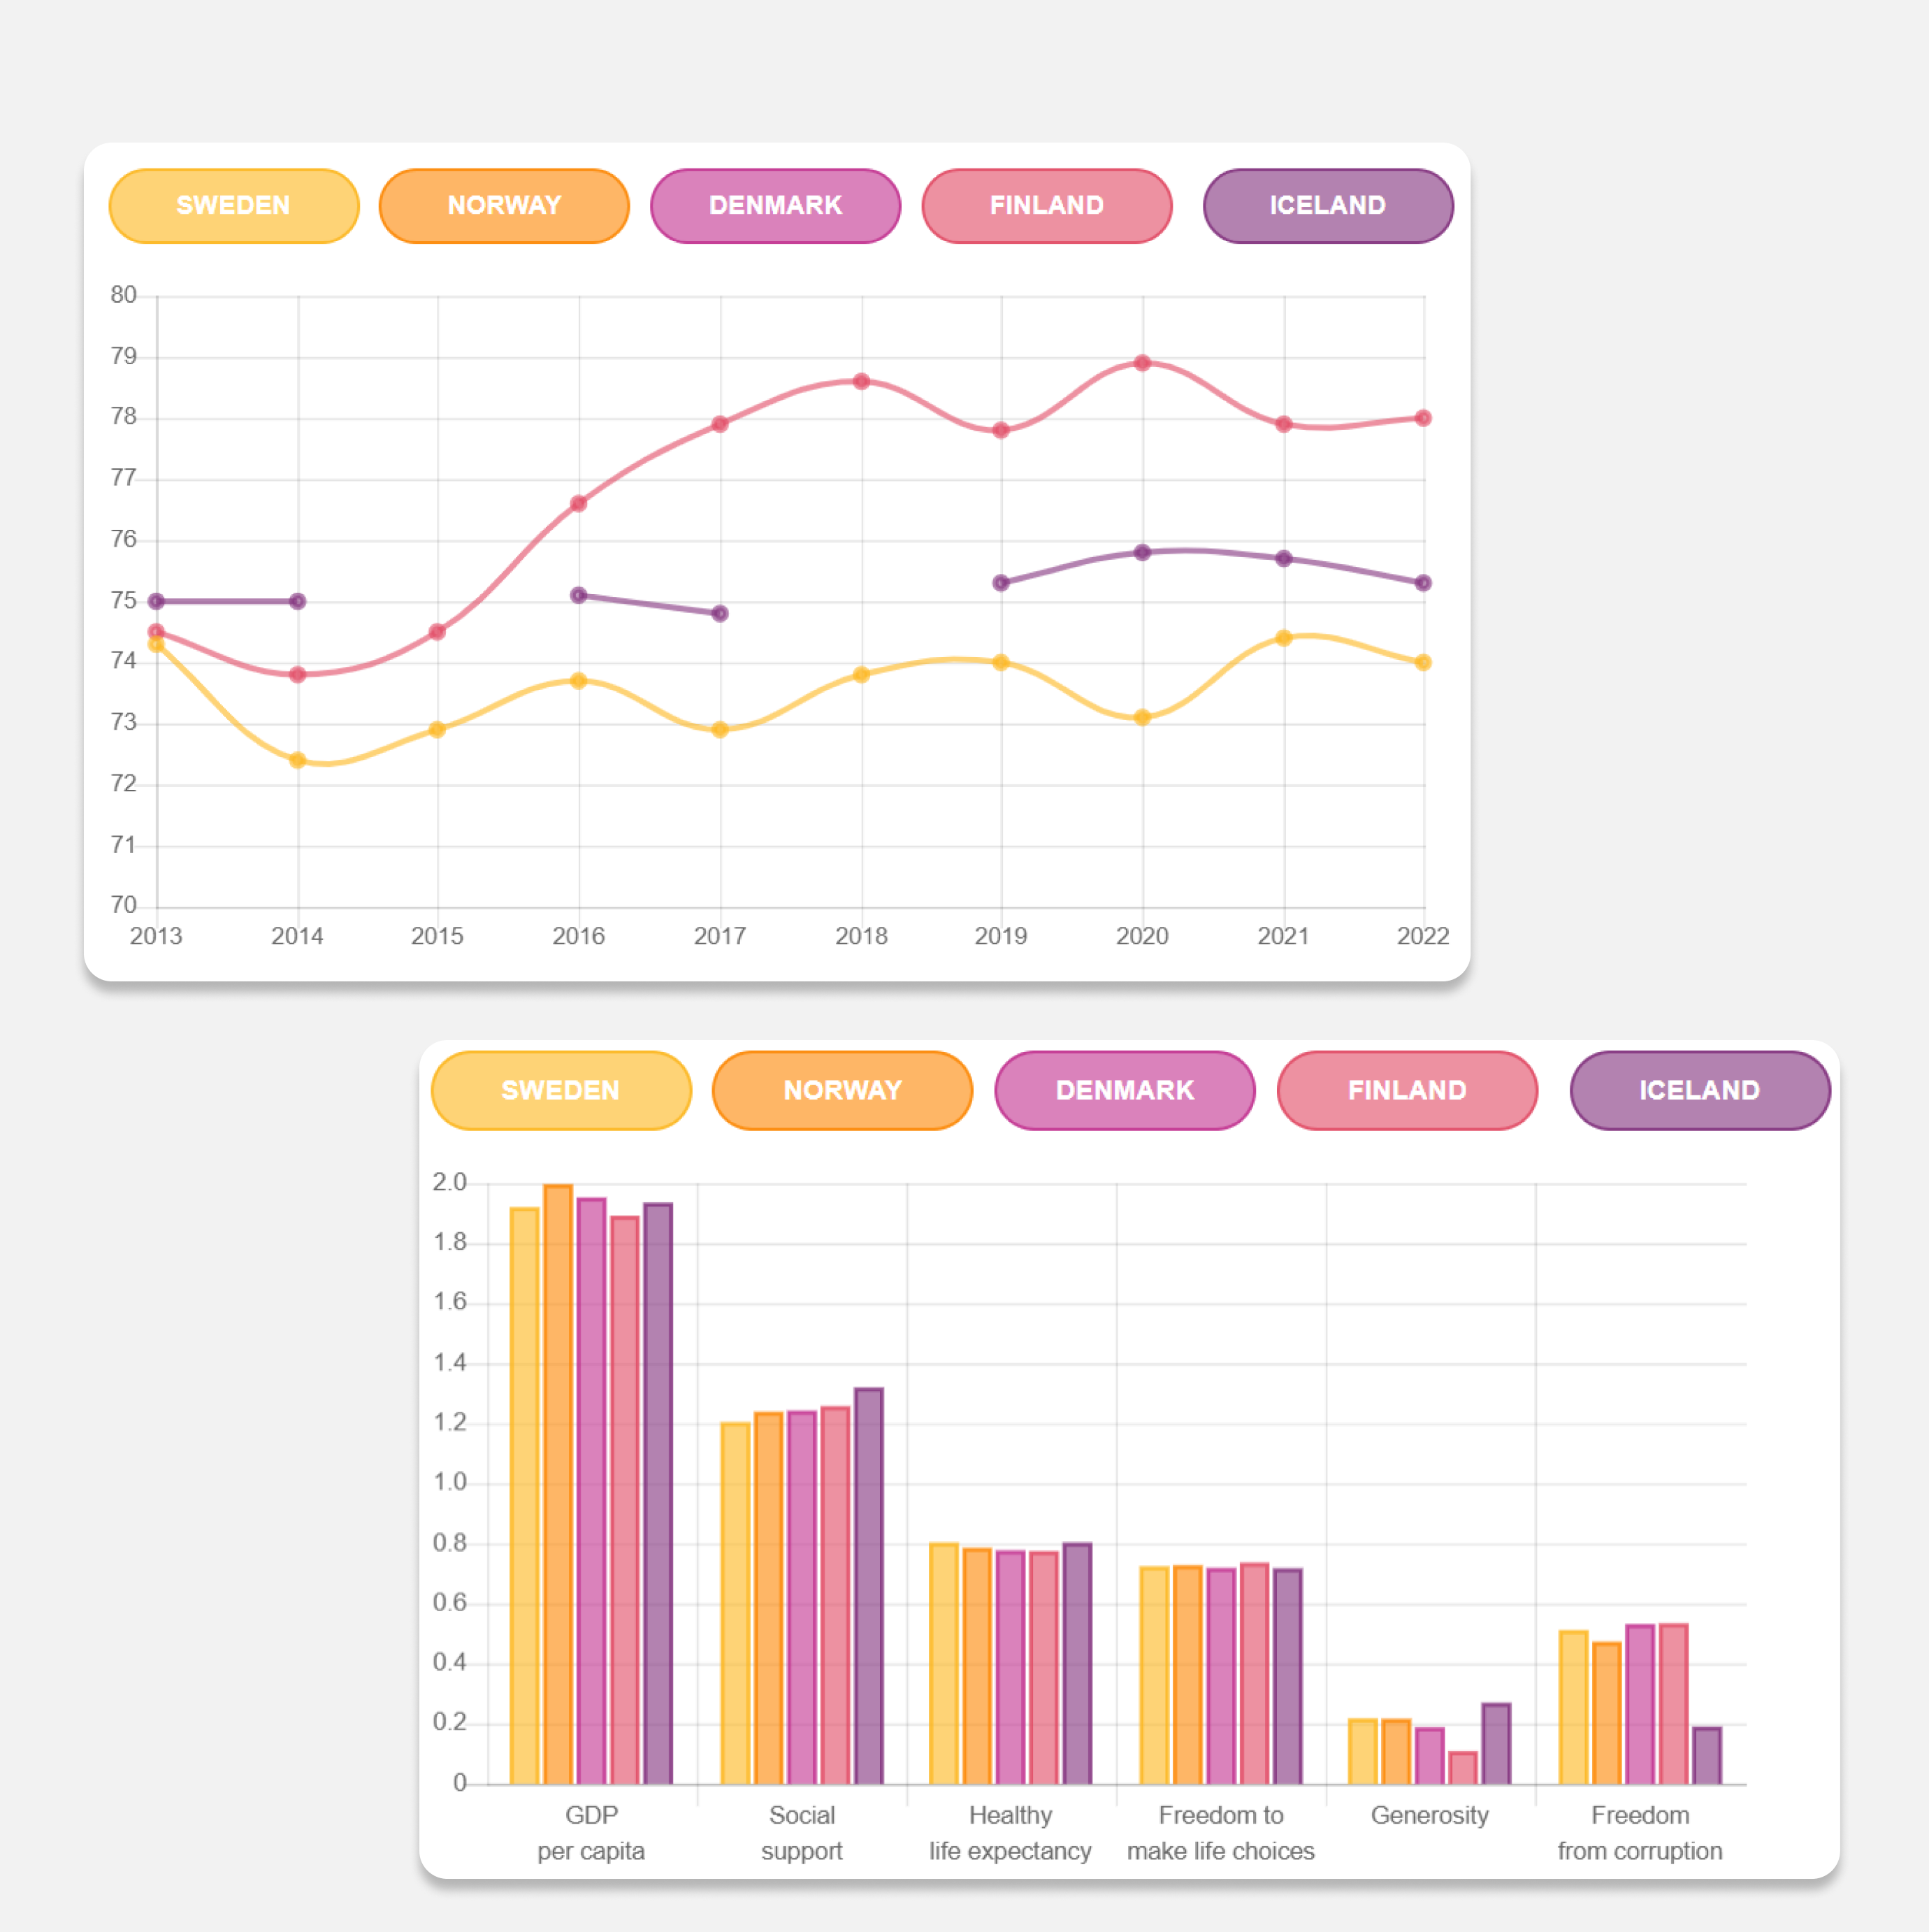 SWEDEN NORWAY DENMARK FINLAND ICELAND
80
79
78
77
76
75
74
73
72
71
70
2013 2014 2015 2016 2017 2018 2019 2020 2021 2022
SWEDEN NORWAY DENMARK FINLAND ICELAND
2.0
1.8
1.6
1.4
1.2
1.0
0.8
0.6
0.4
0.2
0
GDP
per capita
Social
support
Healthy
life expectancy
Freedom to
make life choices
Generosity
Freedom
from corruption